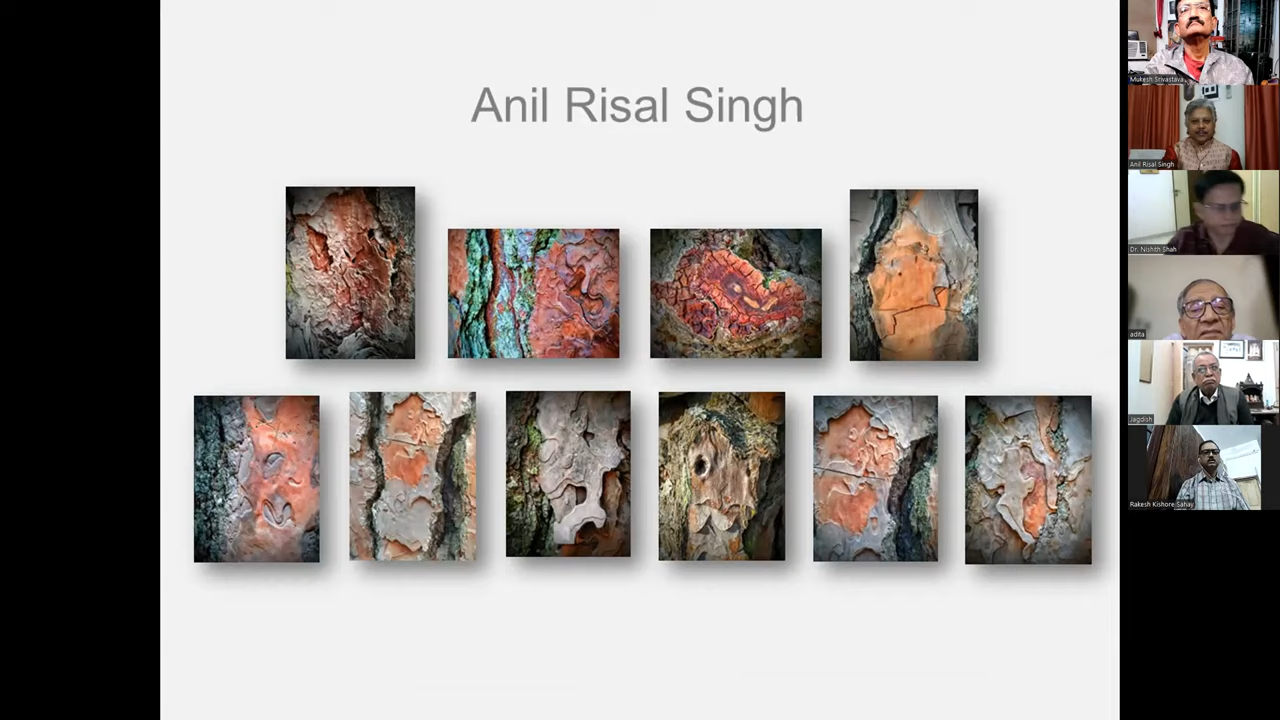 Anil Risal Singh
Mukesh Srivastava
Anil Risal Singh
Dr. Nishith Shah
adita
Jagdish
Rakesh Kishore Sahay